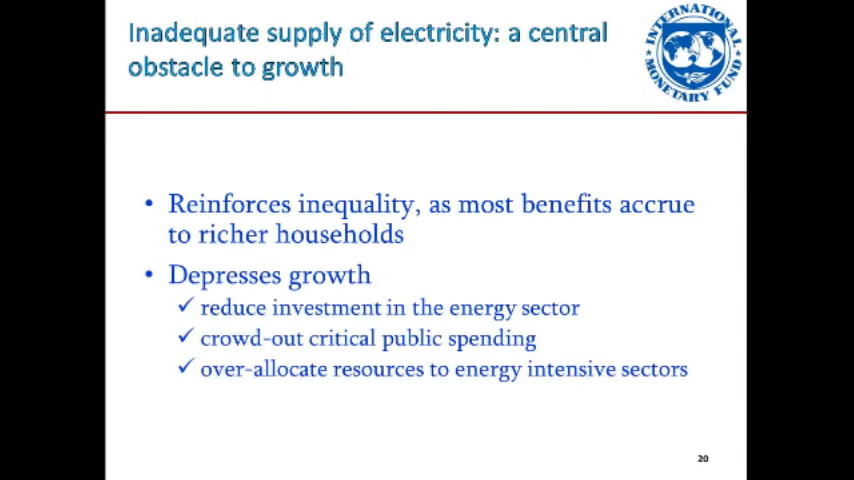 Inadequate supply of electricity: a central
obstacle to growth
INTERNATIONAL
MONETARY FUND
• Reinforces inequality, as most benefits accrue
to richer households
• Depresses growth
✓ reduce investment in the energy sector
✓ crowd-out critical public spending
✓ over-allocate resources to energy intensive sectors
20